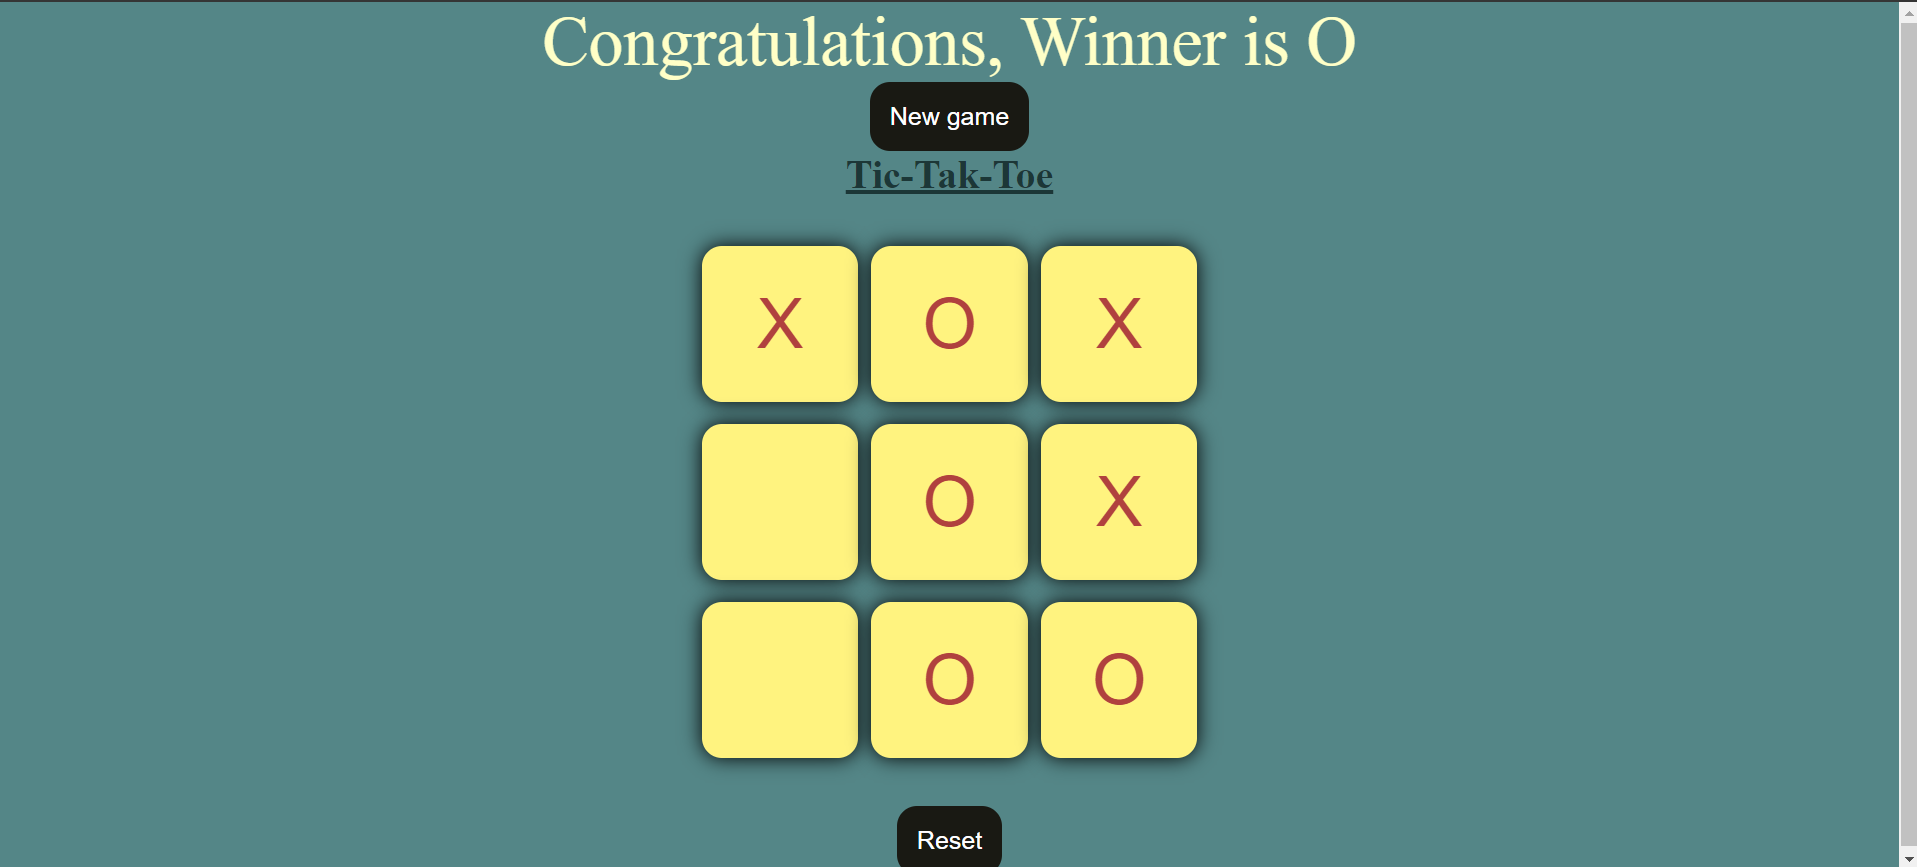 Congratulations, Winner is O
New game
Tic-Tak-Toe
X O X
O X
O O
Reset